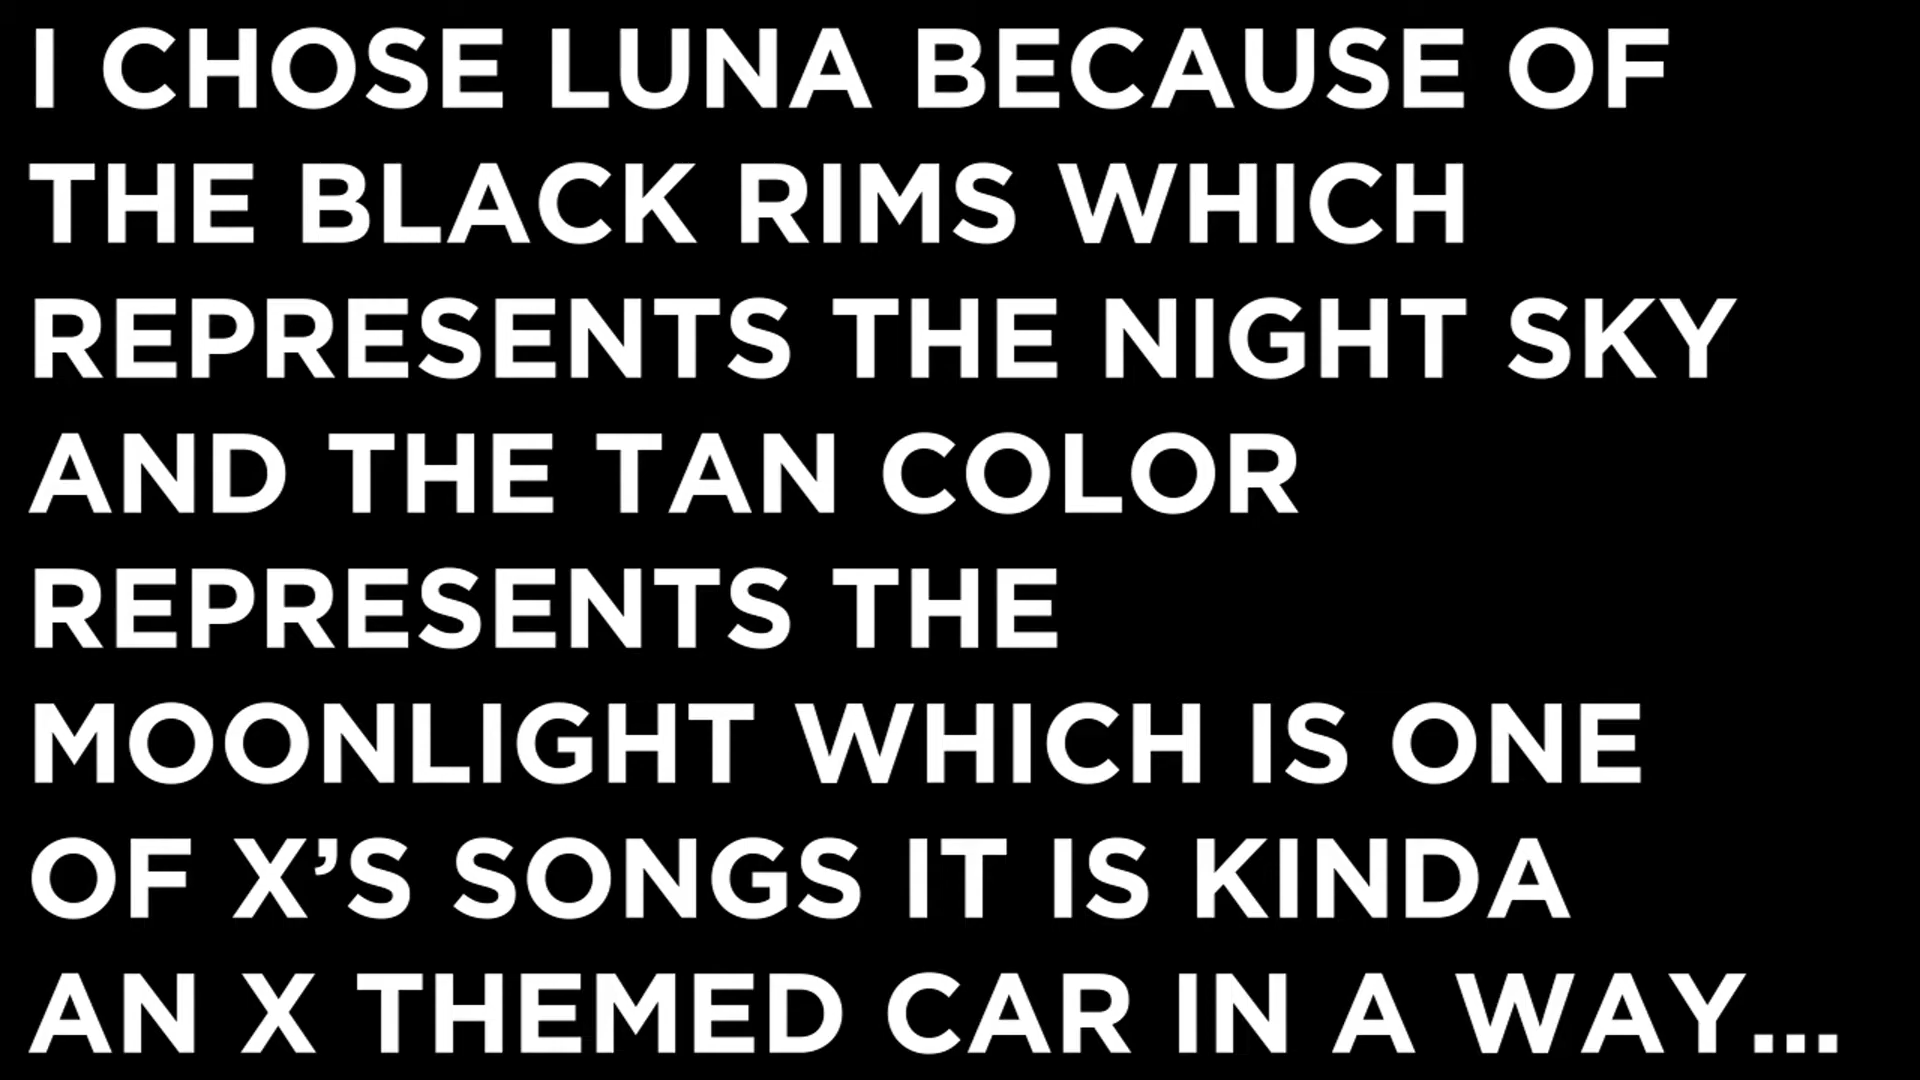 I CHOSE LUNA BECAUSE OF
THE BLACK RIMS WHICH
REPRESENTS THE NIGHT SKY
AND THE TAN COLOR
REPRESENTS THE
MOONLIGHT WHICH IS ONE
OF X’S SONGS IT IS KINDA
AN X THEMED CAR IN A WAY...